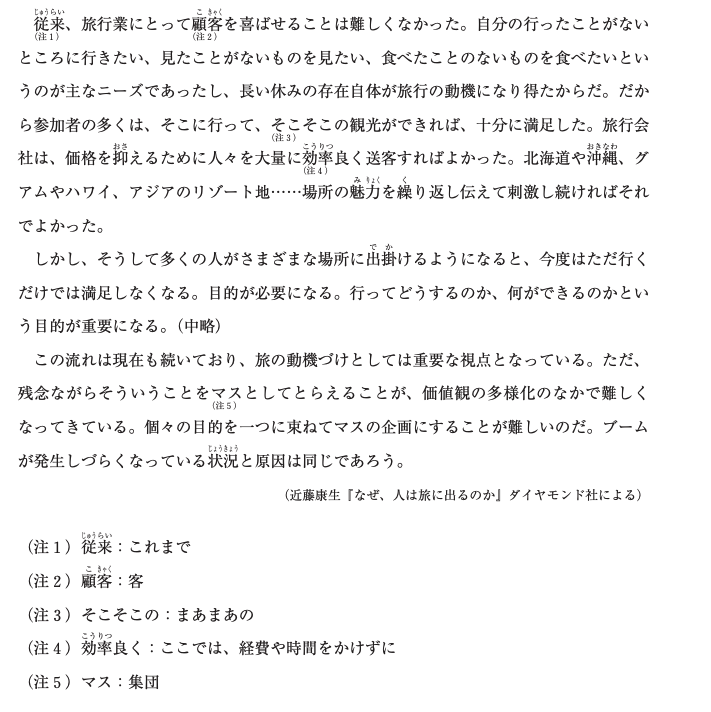 従来、旅行業にとって顧客を喜ばせることは難しくなかった。自分の行ったことがない
ところに行きたい、見たことがないものを見たい、食べたことのないものを食べたいとい
うのが主なニーズであったし、長い休みの存在自体が旅行の動機になり得たからだ。だか
ら参加者の多くは、そこに行って、そこそこの観光ができれば、十分に満足した。旅行会
社は、価格を抑えるために人々を大量に効率良く送客すればよかった。北海道や沖縄、グ
アムやハワイ、アジアのリゾート地……場所の魅力を繰り返し伝えて刺激し続ければそれ
でよかった。
しかし、そうして多くの人がさまざまな場所に出掛けるようになると、今度はただ行く
だけでは満足しなくなる。目的が必要になる。行ってどうするのか、何ができるのかとい
う目的が重要になる。（中略）
この流れは現在も続いており、旅の動機づけとしては重要な視点となっている。ただ、
残念ながらそういうことをマスとしてとらえることが、価値観の多様化のなかで難しく
なってきている。個々の目的を一つに束ねてマスの企画にすることが難しいのだ。ブーム
が発生しづらくなっている状況と原因は同じであろう。
（近藤康生『なぜ、人は旅に出るのか』ダイヤモンド社による）
（注１）従来：これまで
（注２）顧客：客
（注３）そこそこの：まあまあの
（注４）効率良く：ここでは、経費や時間をかけずに
（注５）マス：集団